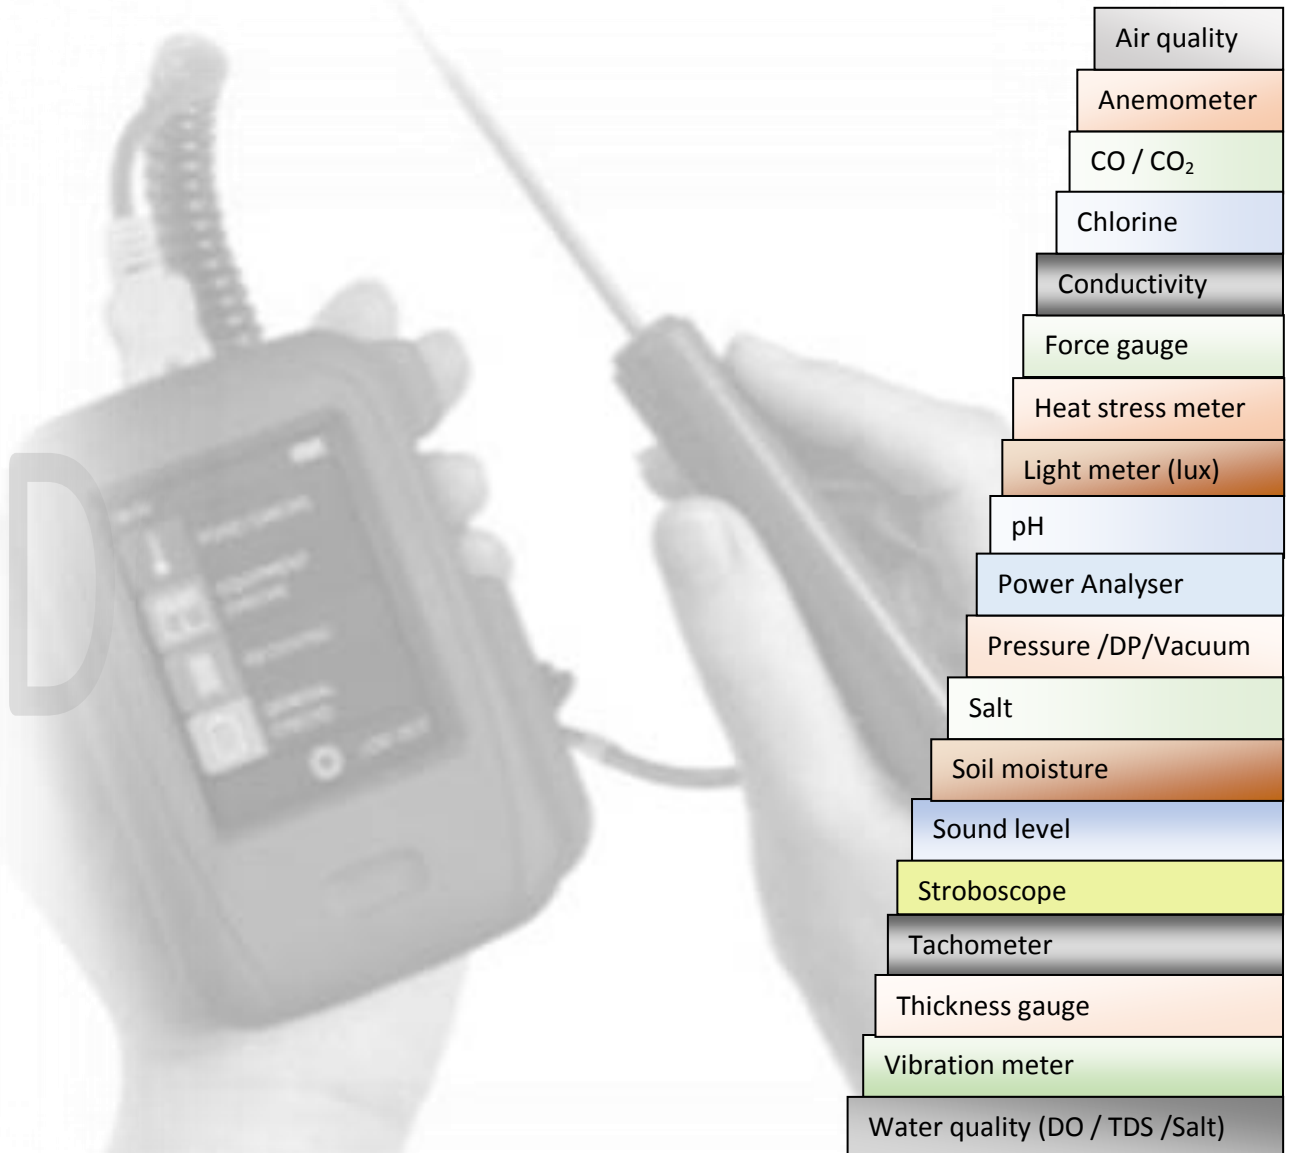 Air quality
Anemometer
CO / CO₂
Chlorine
Conductivity
Force gauge
Heat stress meter
Light meter (lux)
pH
Power Analyser
Pressure /DP/Vacuum
Salt
Soil moisture
Sound level
Stroboscope
Tachometer
Thickness gauge
Vibration meter
Water quality (DO / TDS /Salt)
D